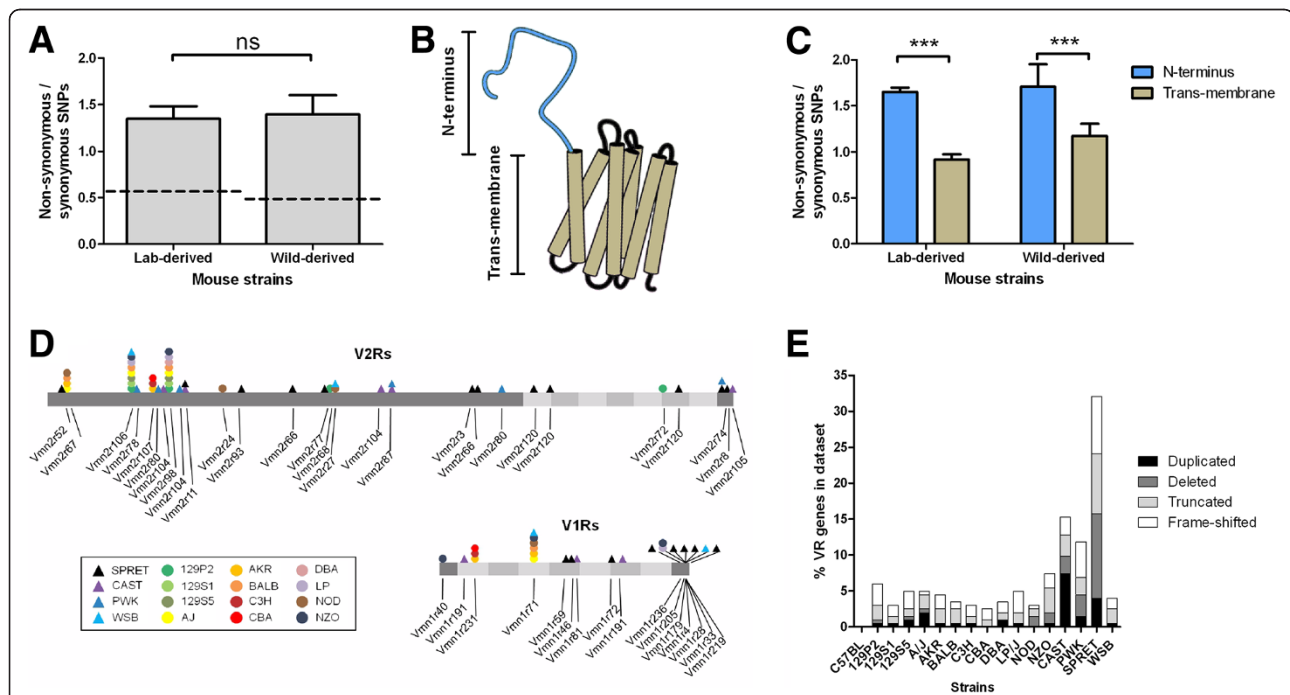 A
ns
2.0
1.5
1.0
0.5
0.0
Non-synonymous /
synonymous SNPs
Lab-derived
Wild-derived
Mouse strains
B
N-terminus
Trans-membrane
C
***
***
2.0
1.5
1.0
0.5
0.0
Non-synonymous /
synonymous SNPs
Lab-derived
Wild-derived
Mouse strains
N-terminus
Trans-membrane
D
V2Rs
Vmn2r52
Vmn2r67
Vmn2r106
Vmn2r78
Vmn2r107
Vmn2r80
Vmn2r104
Vmn2r98
Vmn2r104
Vmn2r11
Vmn2r24
Vmn2r93
Vmn2r66
Vmn2r77
Vmn2r68
Vmn2r27
Vmn2r104
Vmn2r87
Vmn2r3
Vmn2r66
Vmn2r80
Vmn2r120
Vmn2r120
Vmn2r72
Vmn2r120
Vmn2r74
Vmn2r8
Vmn2r105
V1Rs
Vmn1r40
Vmn1r191
Vmn1r231
Vmn1r71
Vmn1r59
Vmn1r46
Vmn1r81
Vmn1r72
Vmn1r191
Vmn1r236
Vmn1r205
Vmn1r179
Vmn1r4
Vmn1r28
Vmn1r33
Vmn1r219
SPRET 129P2 AKR DBA
CAST 129S1 BALB LP
PWK 129S5 C3H NOD
WSB AJ CBA NZO
E
35
30
25
20
15
10
5
0
% VR genes in dataset
C57BL
129P2
129S1
129S5
A/J
AKR
BALB
C3H
CBA
DBA
LP/J
NOD
NZO
CAST
PWK
SPRET
WSB
Strains
Duplicated
Deleted
Truncated
Frame-shifted